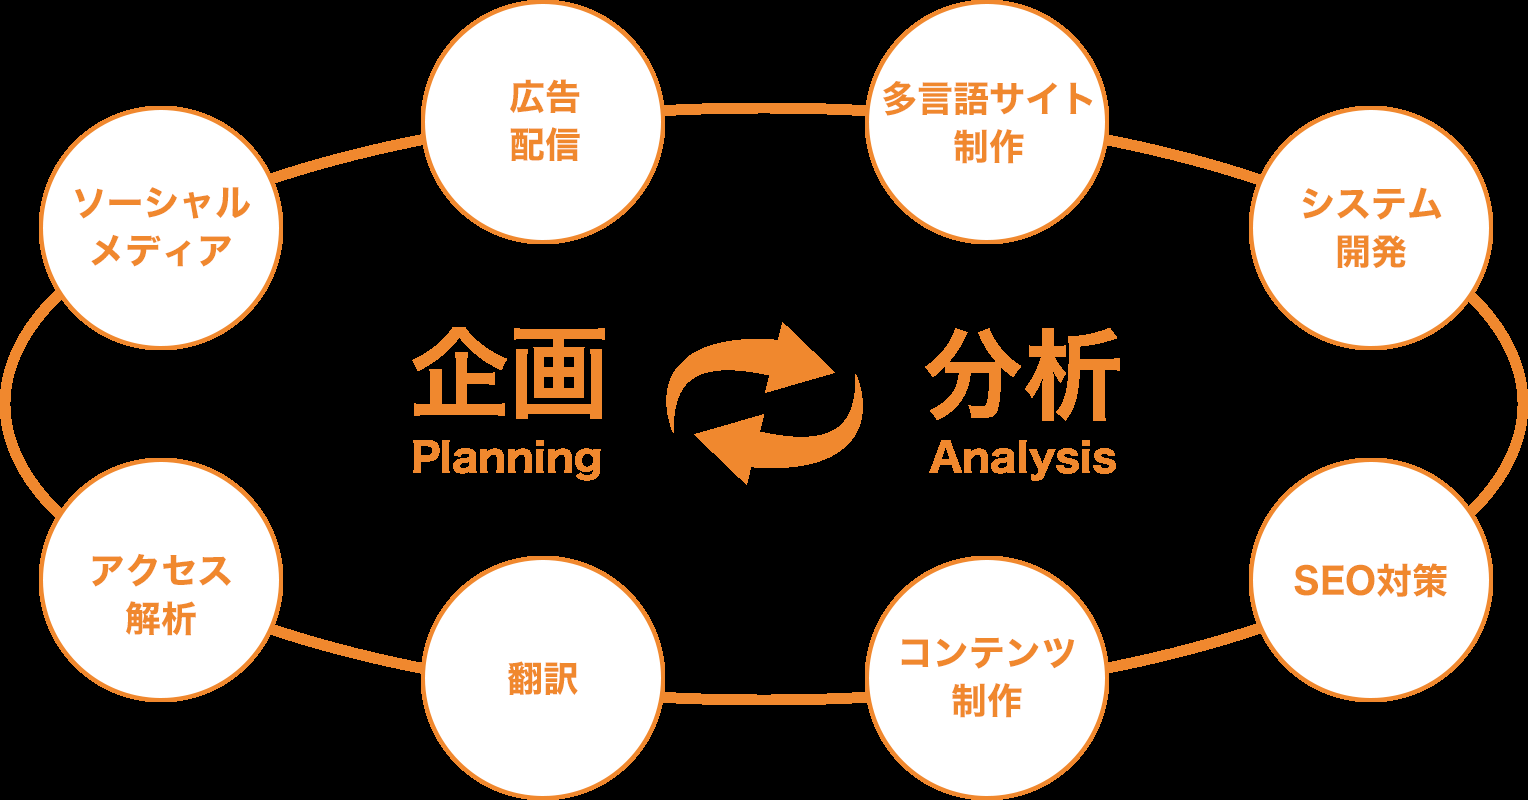 広告
配信
多言語サイト
制作
ソーシャル
メディア
システム
開発
企画
Planning
分析
Analysis
アクセス
解析
翻訳
コンテンツ
制作
SEO対策